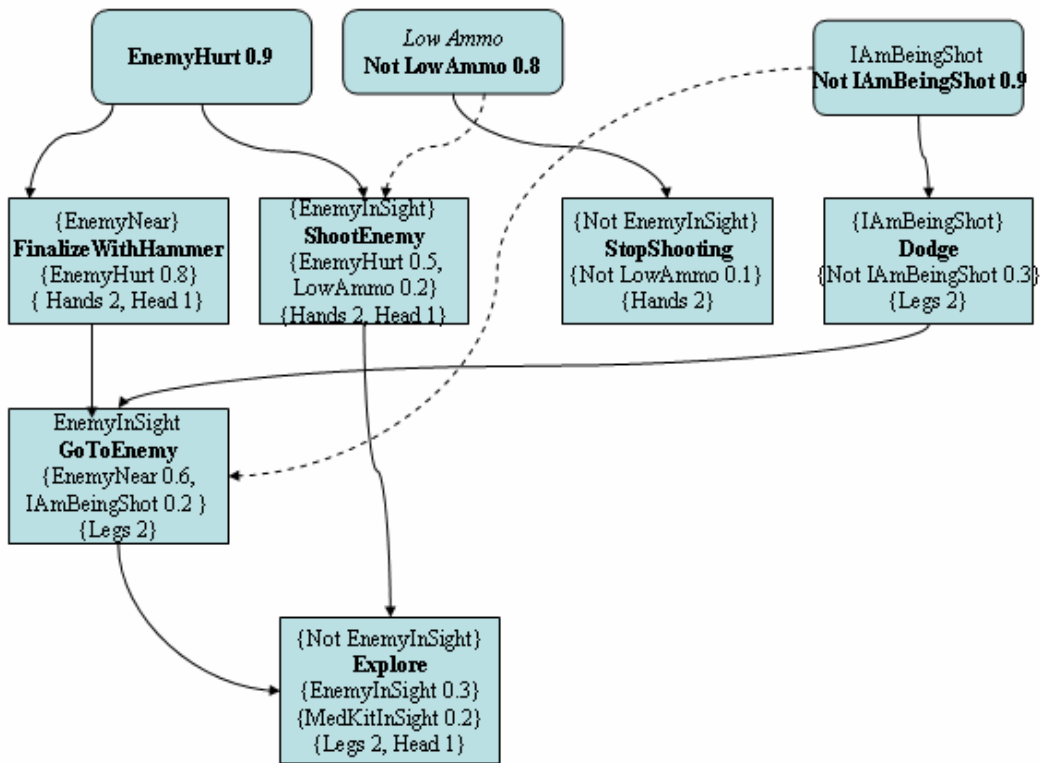 EnemyHurt 0.9
Low Ammo
Not LowAmmo 0.8
IAmBeingShot
Not IAmBeingShot 0.9
{EnemyNear}
FinalizeWithHammer
{EnemyHurt 0.8}
{ Hands 2, Head 1}
{EnemyInSight}
ShootEnemy
{EnemyHurt 0.5,
LowAmmo 0.2}
{Hands 2, Head 1}
{Not EnemyInSight}
StopShooting
{Not LowAmmo 0.1}
{Hands 2}
{IAmBeingShot}
Dodge
{Not IAmBeingShot 0.3}
{Legs 2}
EnemyInSight
GoToEnemy
{EnemyNear 0.6,
IAmBeingShot 0.2 }
{Legs 2}
{Not EnemyInSight}
Explore
{EnemyInSight 0.3}
{MedKitInSight 0.2}
{Legs 2, Head 1}